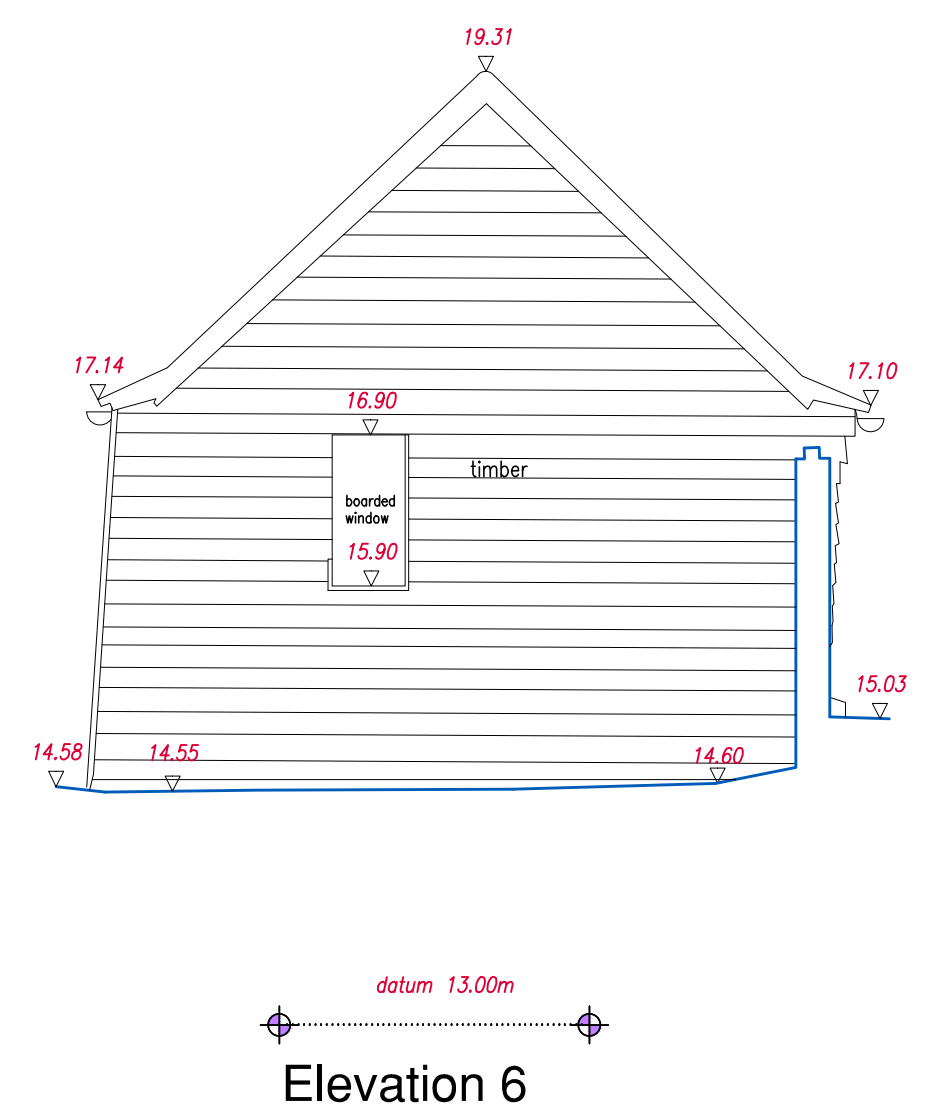 19.31
17.14
17.10
16.90
timber
boarded
window
15.90
15.03
14.58
14.55
14.60
datum 13.00m
Elevation 6